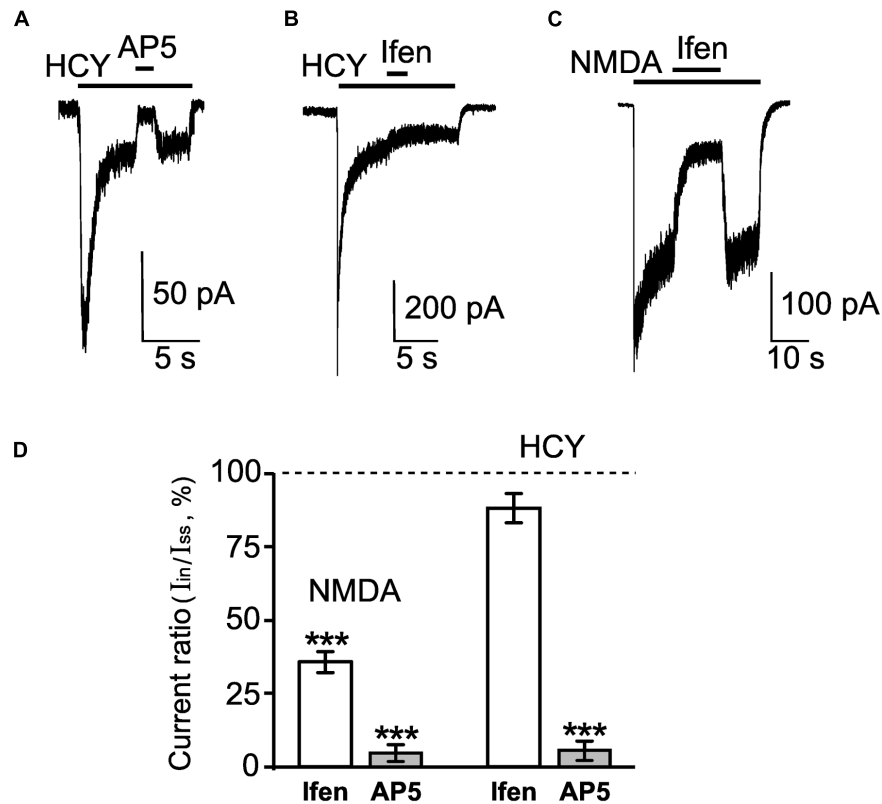 A
AP5
HCY
50 pA
5 s
B
HCY Ifen
200 pA
5 s
C
Ifen
NMDA
100 pA
10 s
D
HCY
Current ratio (Iin/Iss, %)
100
75
50
25
0
NMDA
***
***
***
Ifen AP5 Ifen AP5